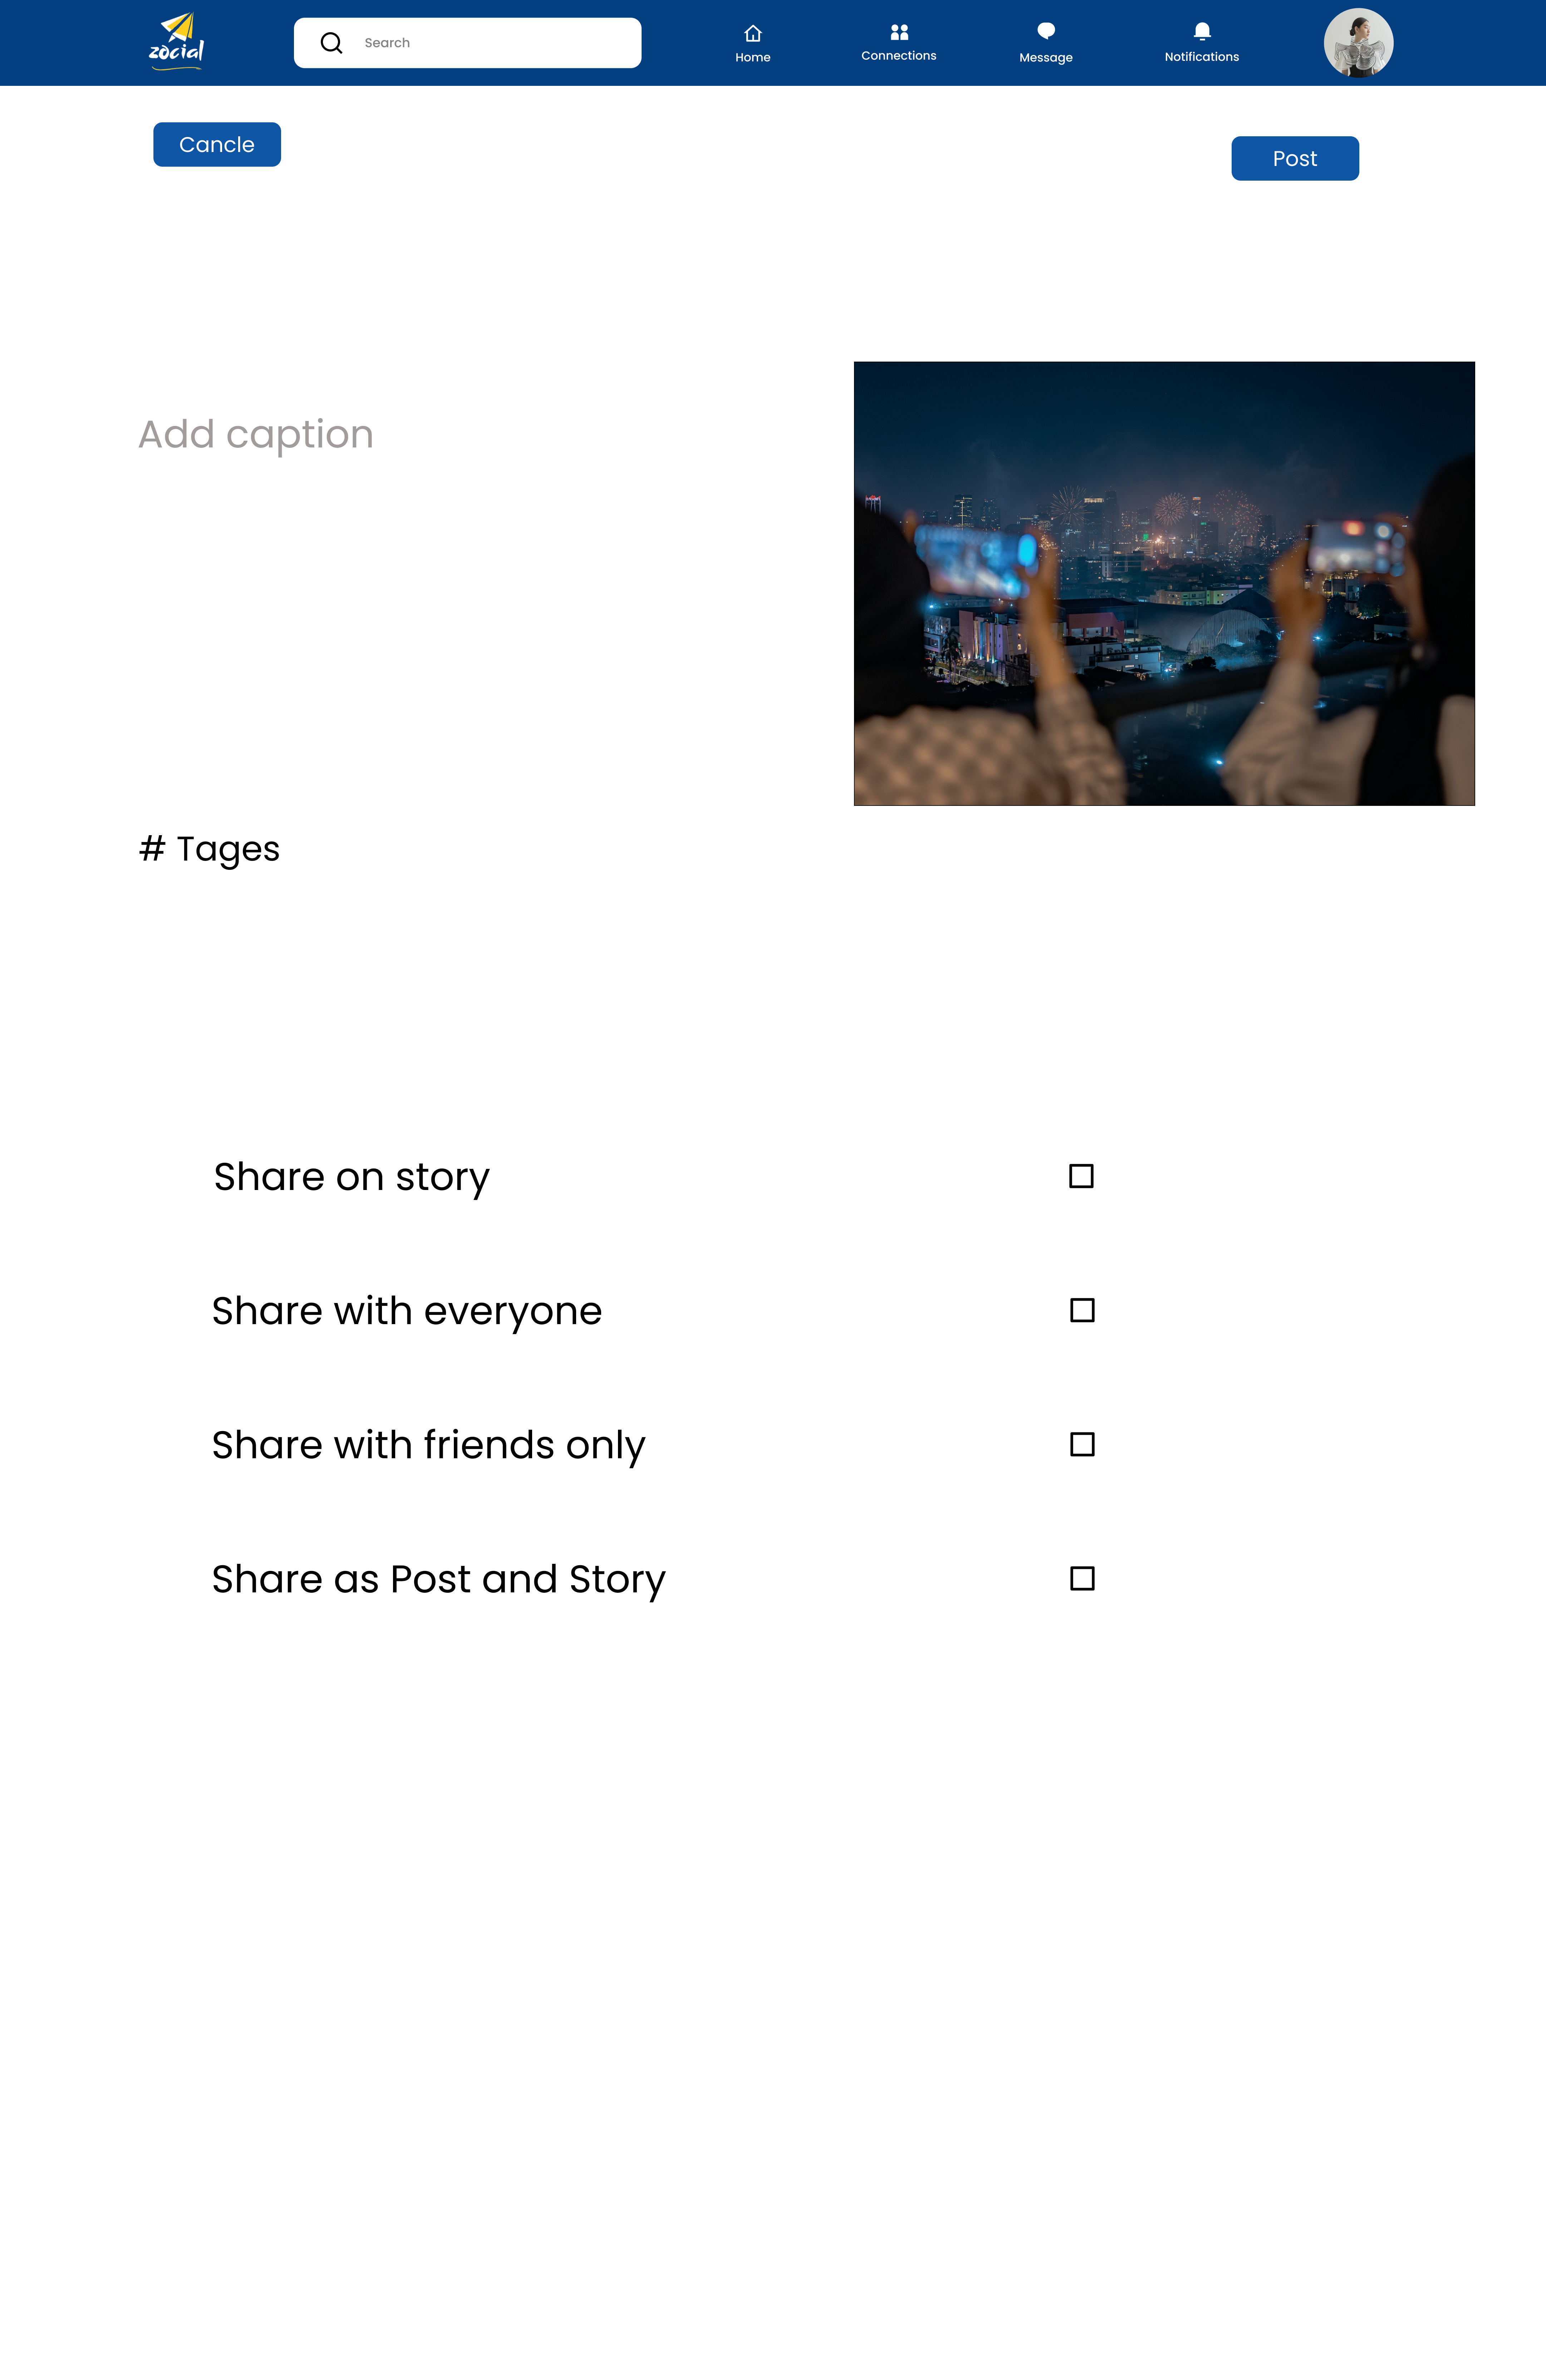 zocial
Search
Home
Connections
Message
Notifications
Cancle
Post
Add caption
# Tages
Share on story
Share with everyone
Share with friends only
Share as Post and Story